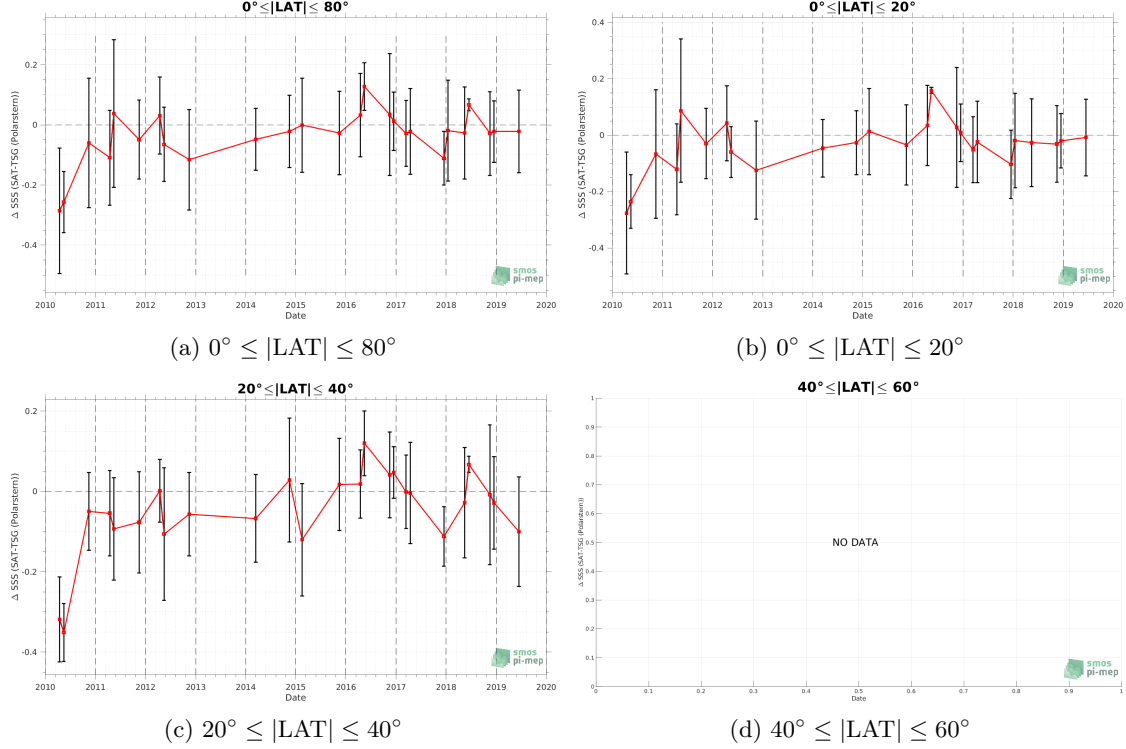 0°≤|LAT|≤ 80°
Δ SSS (SAT-TSG (Polarstern))
0.2
0
-0.2
-0.4
2010 2011 2012 2013 2014 2015 2016 2017 2018 2019 2020
Date
smos
pi-mep
(a) 0° ≤ |LAT| ≤ 80°
0°≤|LAT|≤ 20°
Δ SSS (SAT-TSG (Polarstern))
0.4
0.2
0
-0.2
-0.4
2010 2011 2012 2013 2014 2015 2016 2017 2018 2019 2020
Date
smos
pi-mep
(b) 0° ≤ |LAT| ≤ 20°
20°≤|LAT|≤ 40°
Δ SSS (SAT-TSG (Polarstern))
0.2
0
-0.2
-0.4
2010 2011 2012 2013 2014 2015 2016 2017 2018 2019 2020
Date
smos
pi-mep
(c) 20° ≤ |LAT| ≤ 40°
40°≤|LAT|≤ 60°
Δ SSS (SAT-TSG (Polarstern))
1
0.9
0.8
0.7
0.6
0.5
0.4
0.3
0.2
0.1
0
NO DATA
0 0.1 0.2 0.3 0.4 0.5 0.6 0.7 0.8 0.9 1
Date
smos
pi-mep
(d) 40° ≤ |LAT| ≤ 60°